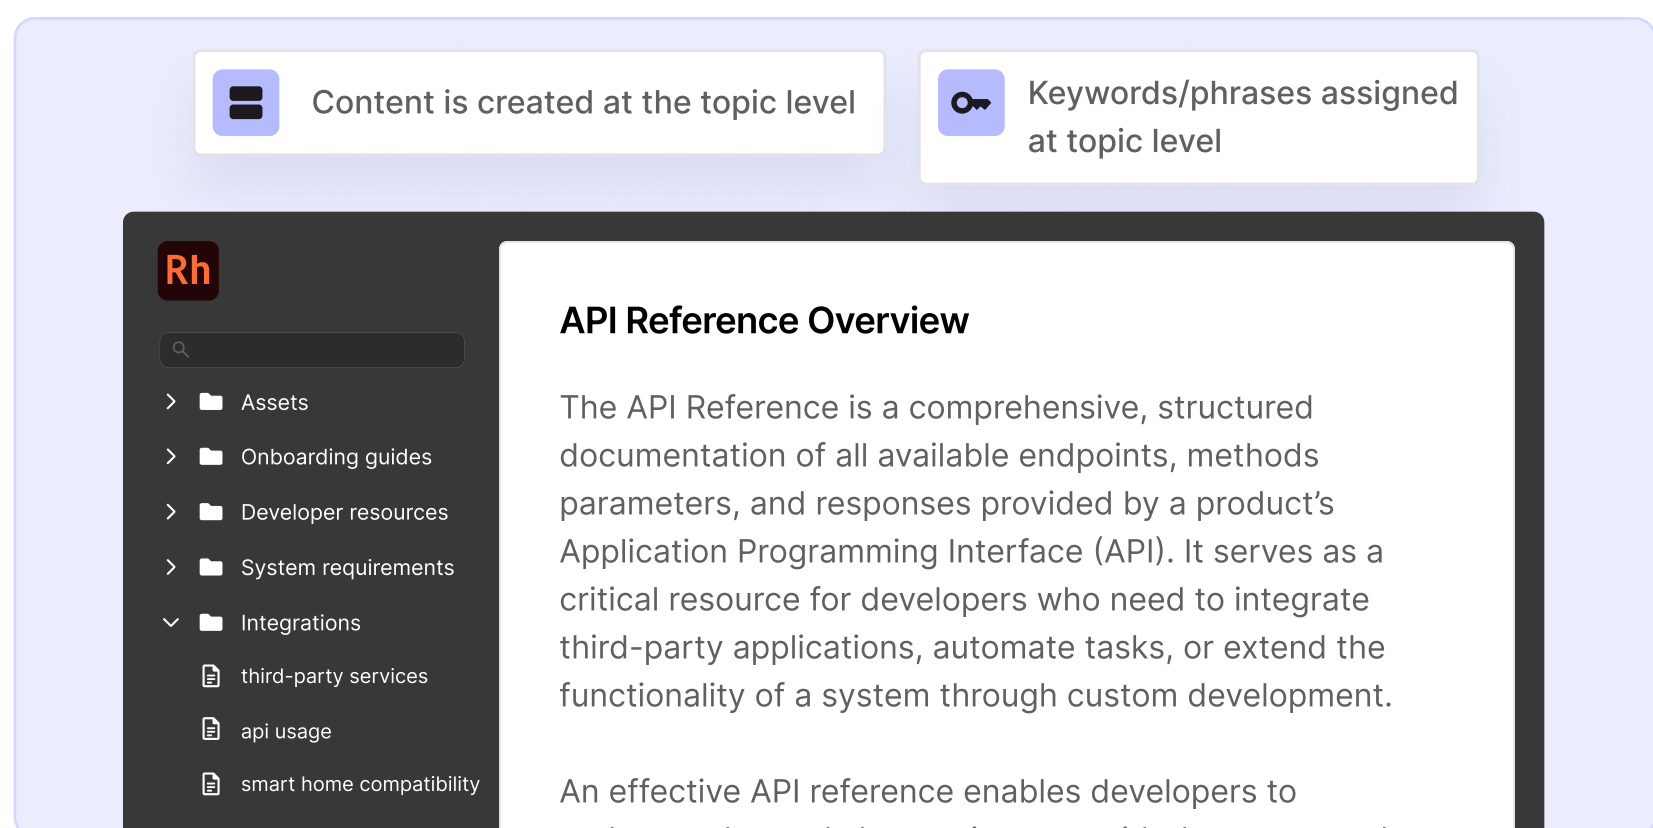 Content is created at the topic level
Keywords/phrases assigned
at topic level
Rh
Assets
Onboarding guides
Developer resources
System requirements
Integrations
third-party services
api usage
smart home compatibility
API Reference Overview
The API Reference is a comprehensive, structured
documentation of all available endpoints, methods
parameters, and responses provided by a product’s
Application Programming Interface (API). It serves as a
critical resource for developers who need to integrate
third-party applications, automate tasks, or extend the
functionality of a system through custom development.
An effective API reference enables developers to